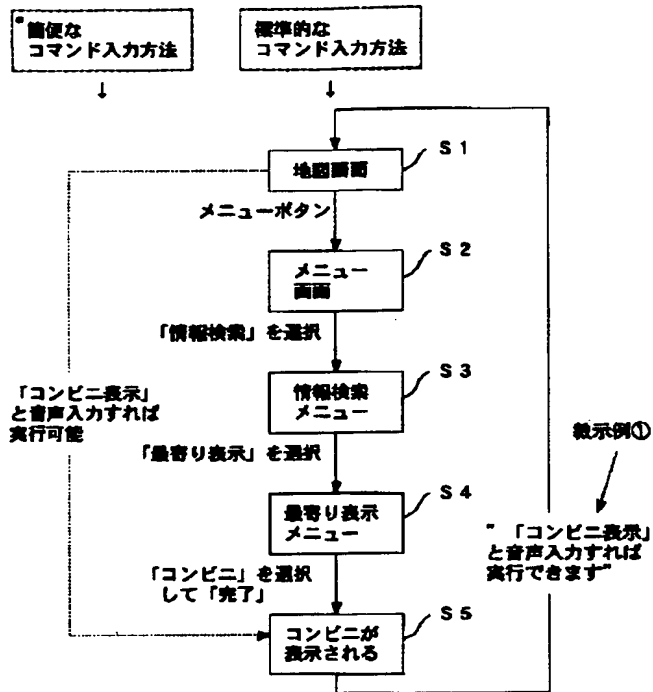 簡便な
コマンド入力方法
標準的な
コマンド入力方法
↓
↓
S1
地図画面
メニューボタン
S2
メニュー
画面
「情報検索」を選択
S3
情報検索
メニュー
「コンビニ表示」
と音声入力すれば
実行可能
「最寄り表示」を選択
教示例①
S4
最寄り表示
メニュー
"「コンビニ表示」
と音声入力すれば
実行できます"
「コンビニ」を選択
して「完了」
S5
コンビニが
表示される